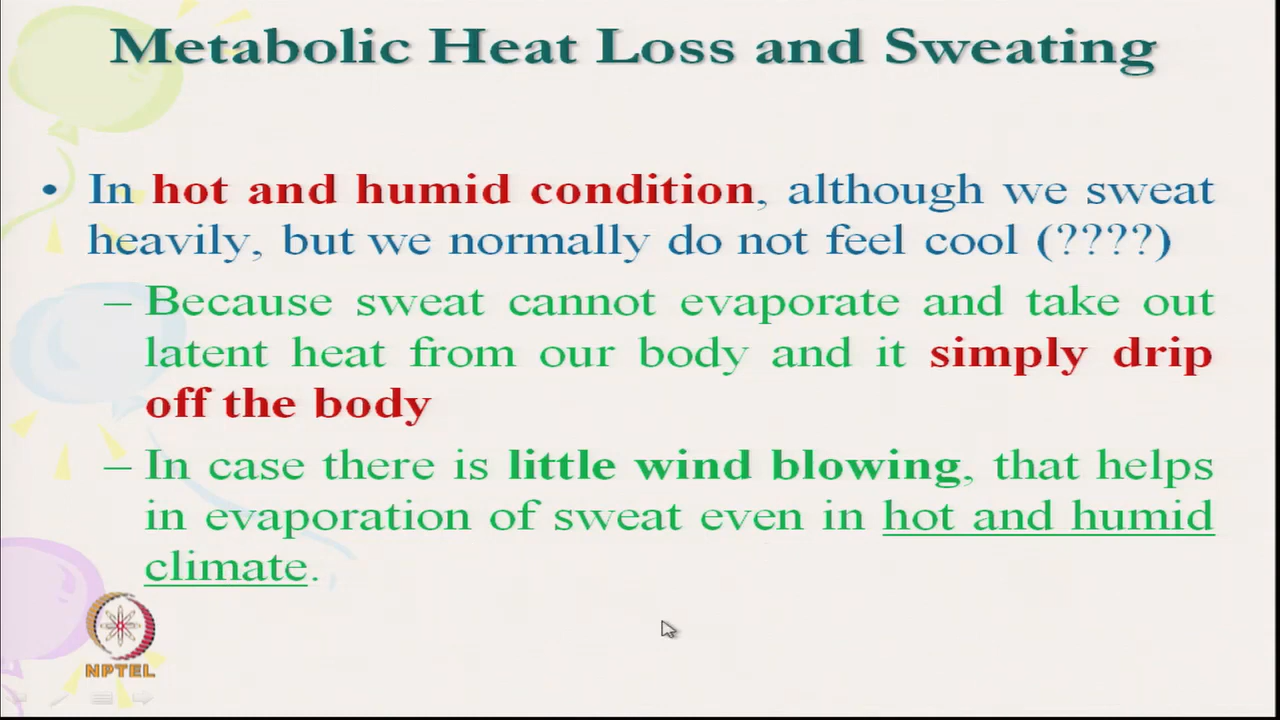 Metabolic Heat Loss and Sweating
• In hot and humid condition, although we sweat
heavily, but we normally do not feel cool (????)
– Because sweat cannot evaporate and take out
latent heat from our body and it simply drip
off the body
– In case there is little wind blowing, that helps
in evaporation of sweat even in hot and humid
climate.
NPTEL